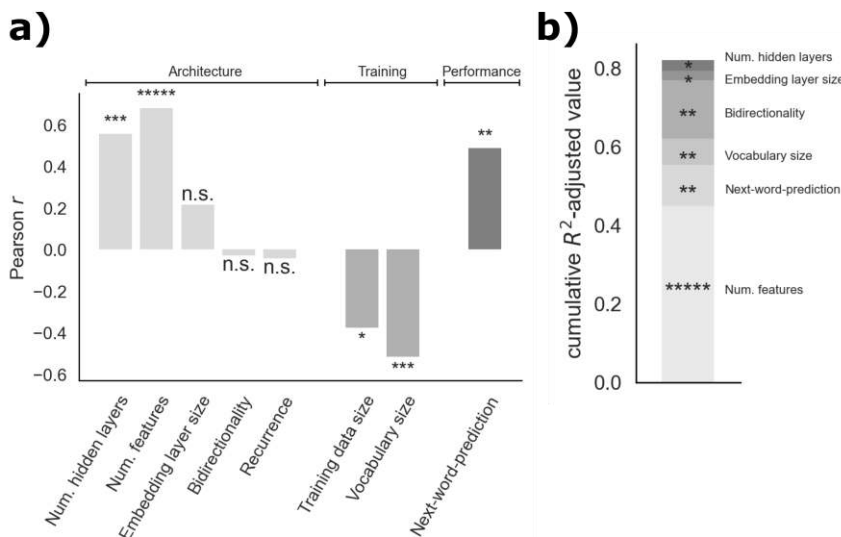 a)
Architecture
Training
Performance
Pearson r
0.6
0.4
0.2
0.0
−0.2
−0.4
−0.6
***
*****
n.s.
n.s.
n.s.
*
***
**
Num. hidden layers
Num. features
Embedding layer size
Bidirectionality
Recurrence
Training data size
Vocabulary size
Next-word-prediction
b)
cumulative R²-adjusted value
0.8
0.6
0.4
0.2
0.0
* Num. hidden layers
* Embedding layer size
** Bidirectionality
** Vocabulary size
** Next-word-prediction
***** Num. features